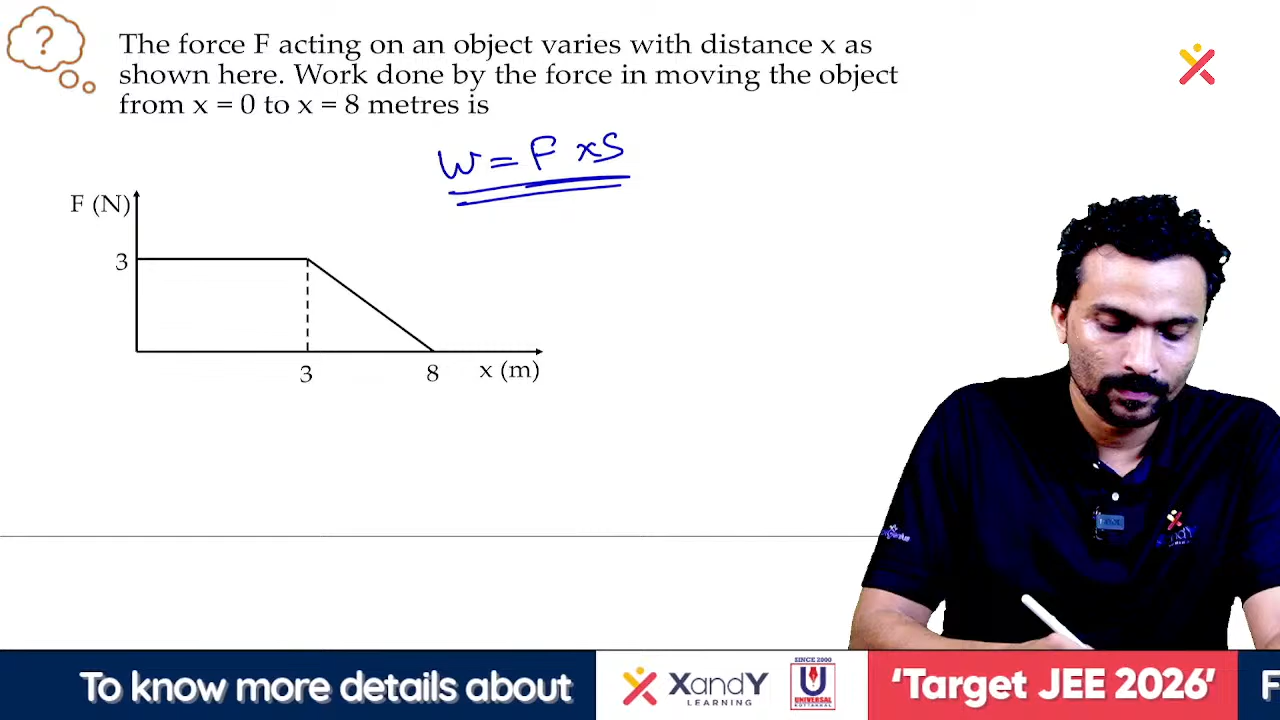 ?
The force F acting on an object varies with distance x as
shown here. Work done by the force in moving the object
from x = 0 to x = 8 metres is
W = F x S
F (N)
3
3
8
x (m)
To know more details about
XandY
LEARNING
SINCE 2000
U
UNIVERSAL
KOTTAKKAL
'Target JEE 2026'
F